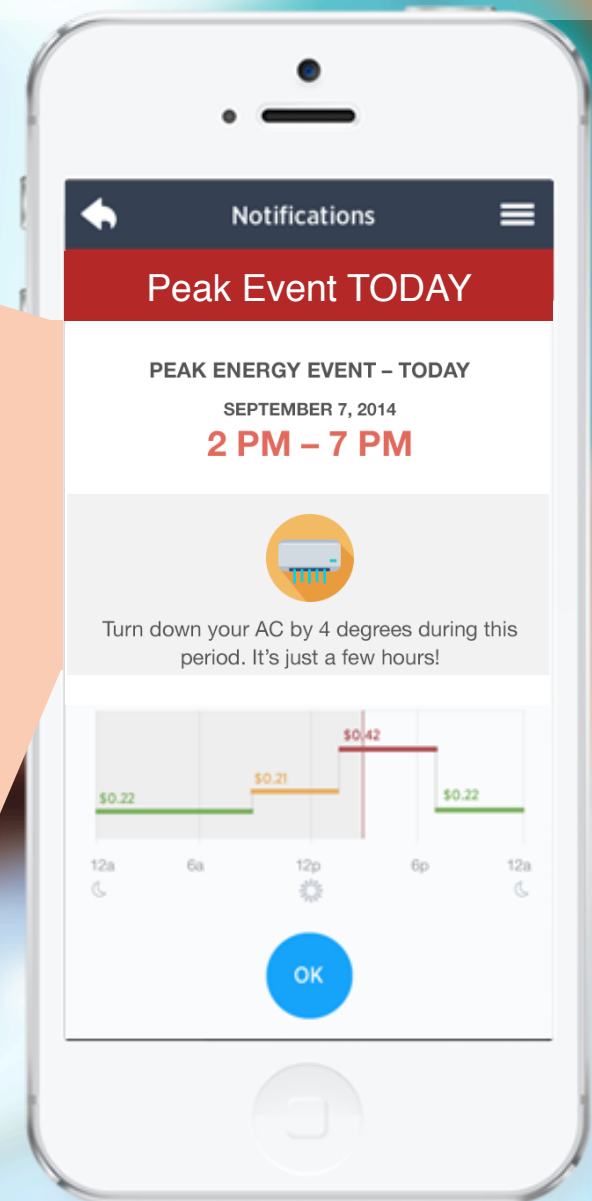 Notifications
Peak Event TODAY
PEAK ENERGY EVENT – TODAY
SEPTEMBER 7, 2014
2 PM – 7 PM
Turn down your AC by 4 degrees during this
period. It's just a few hours!
$0.42
$0.21
$0.22
$0.22
12a 6a 12p 6p 12a
OK